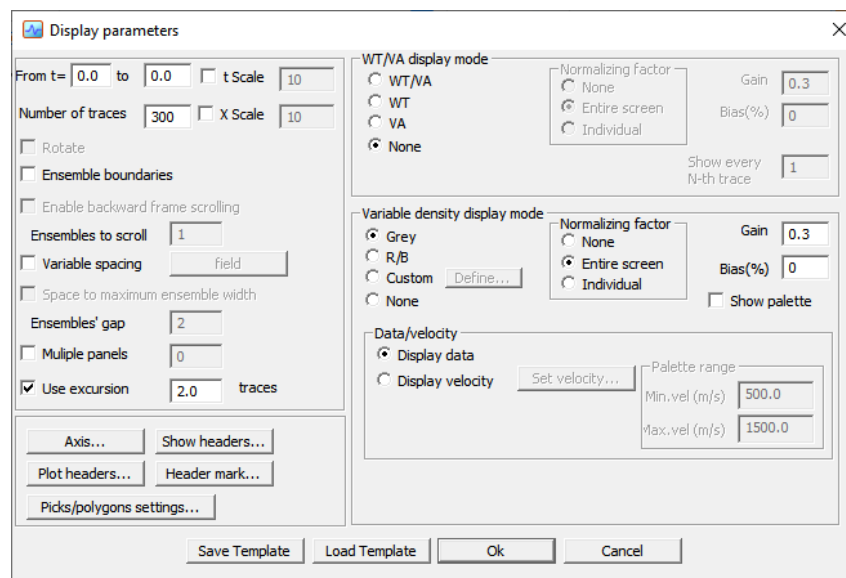 Display parameters
From t= 0.0 to 0.0 t Scale 10
Number of traces 300 X Scale 10
Rotate
Ensemble boundaries
Enable backward frame scrolling
Ensembles to scroll 1
Variable spacing field
Space to maximum ensemble width
Ensembles' gap 2
Muliple panels 0
Use excursion 2.0 traces
Axis... Show headers...
Plot headers... Header mark...
Picks/polygons settings...
WT/VA display mode
WT/VA
WT
VA
None
Normalizing factor
None
Entire screen
Individual
Gain 0.3
Bias(%) 0
Show every
N-th trace 1
Variable density display mode
Grey
R/B
Custom Define...
None
Normalizing factor
None
Entire screen
Individual
Gain 0.3
Bias(%) 0
Show palette
Data/velocity
Display data
Display velocity Set velocity...
Palette range
Min.vel (m/s) 500.0
Max.vel (m/s) 1500.0
Save Template Load Template Ok Cancel